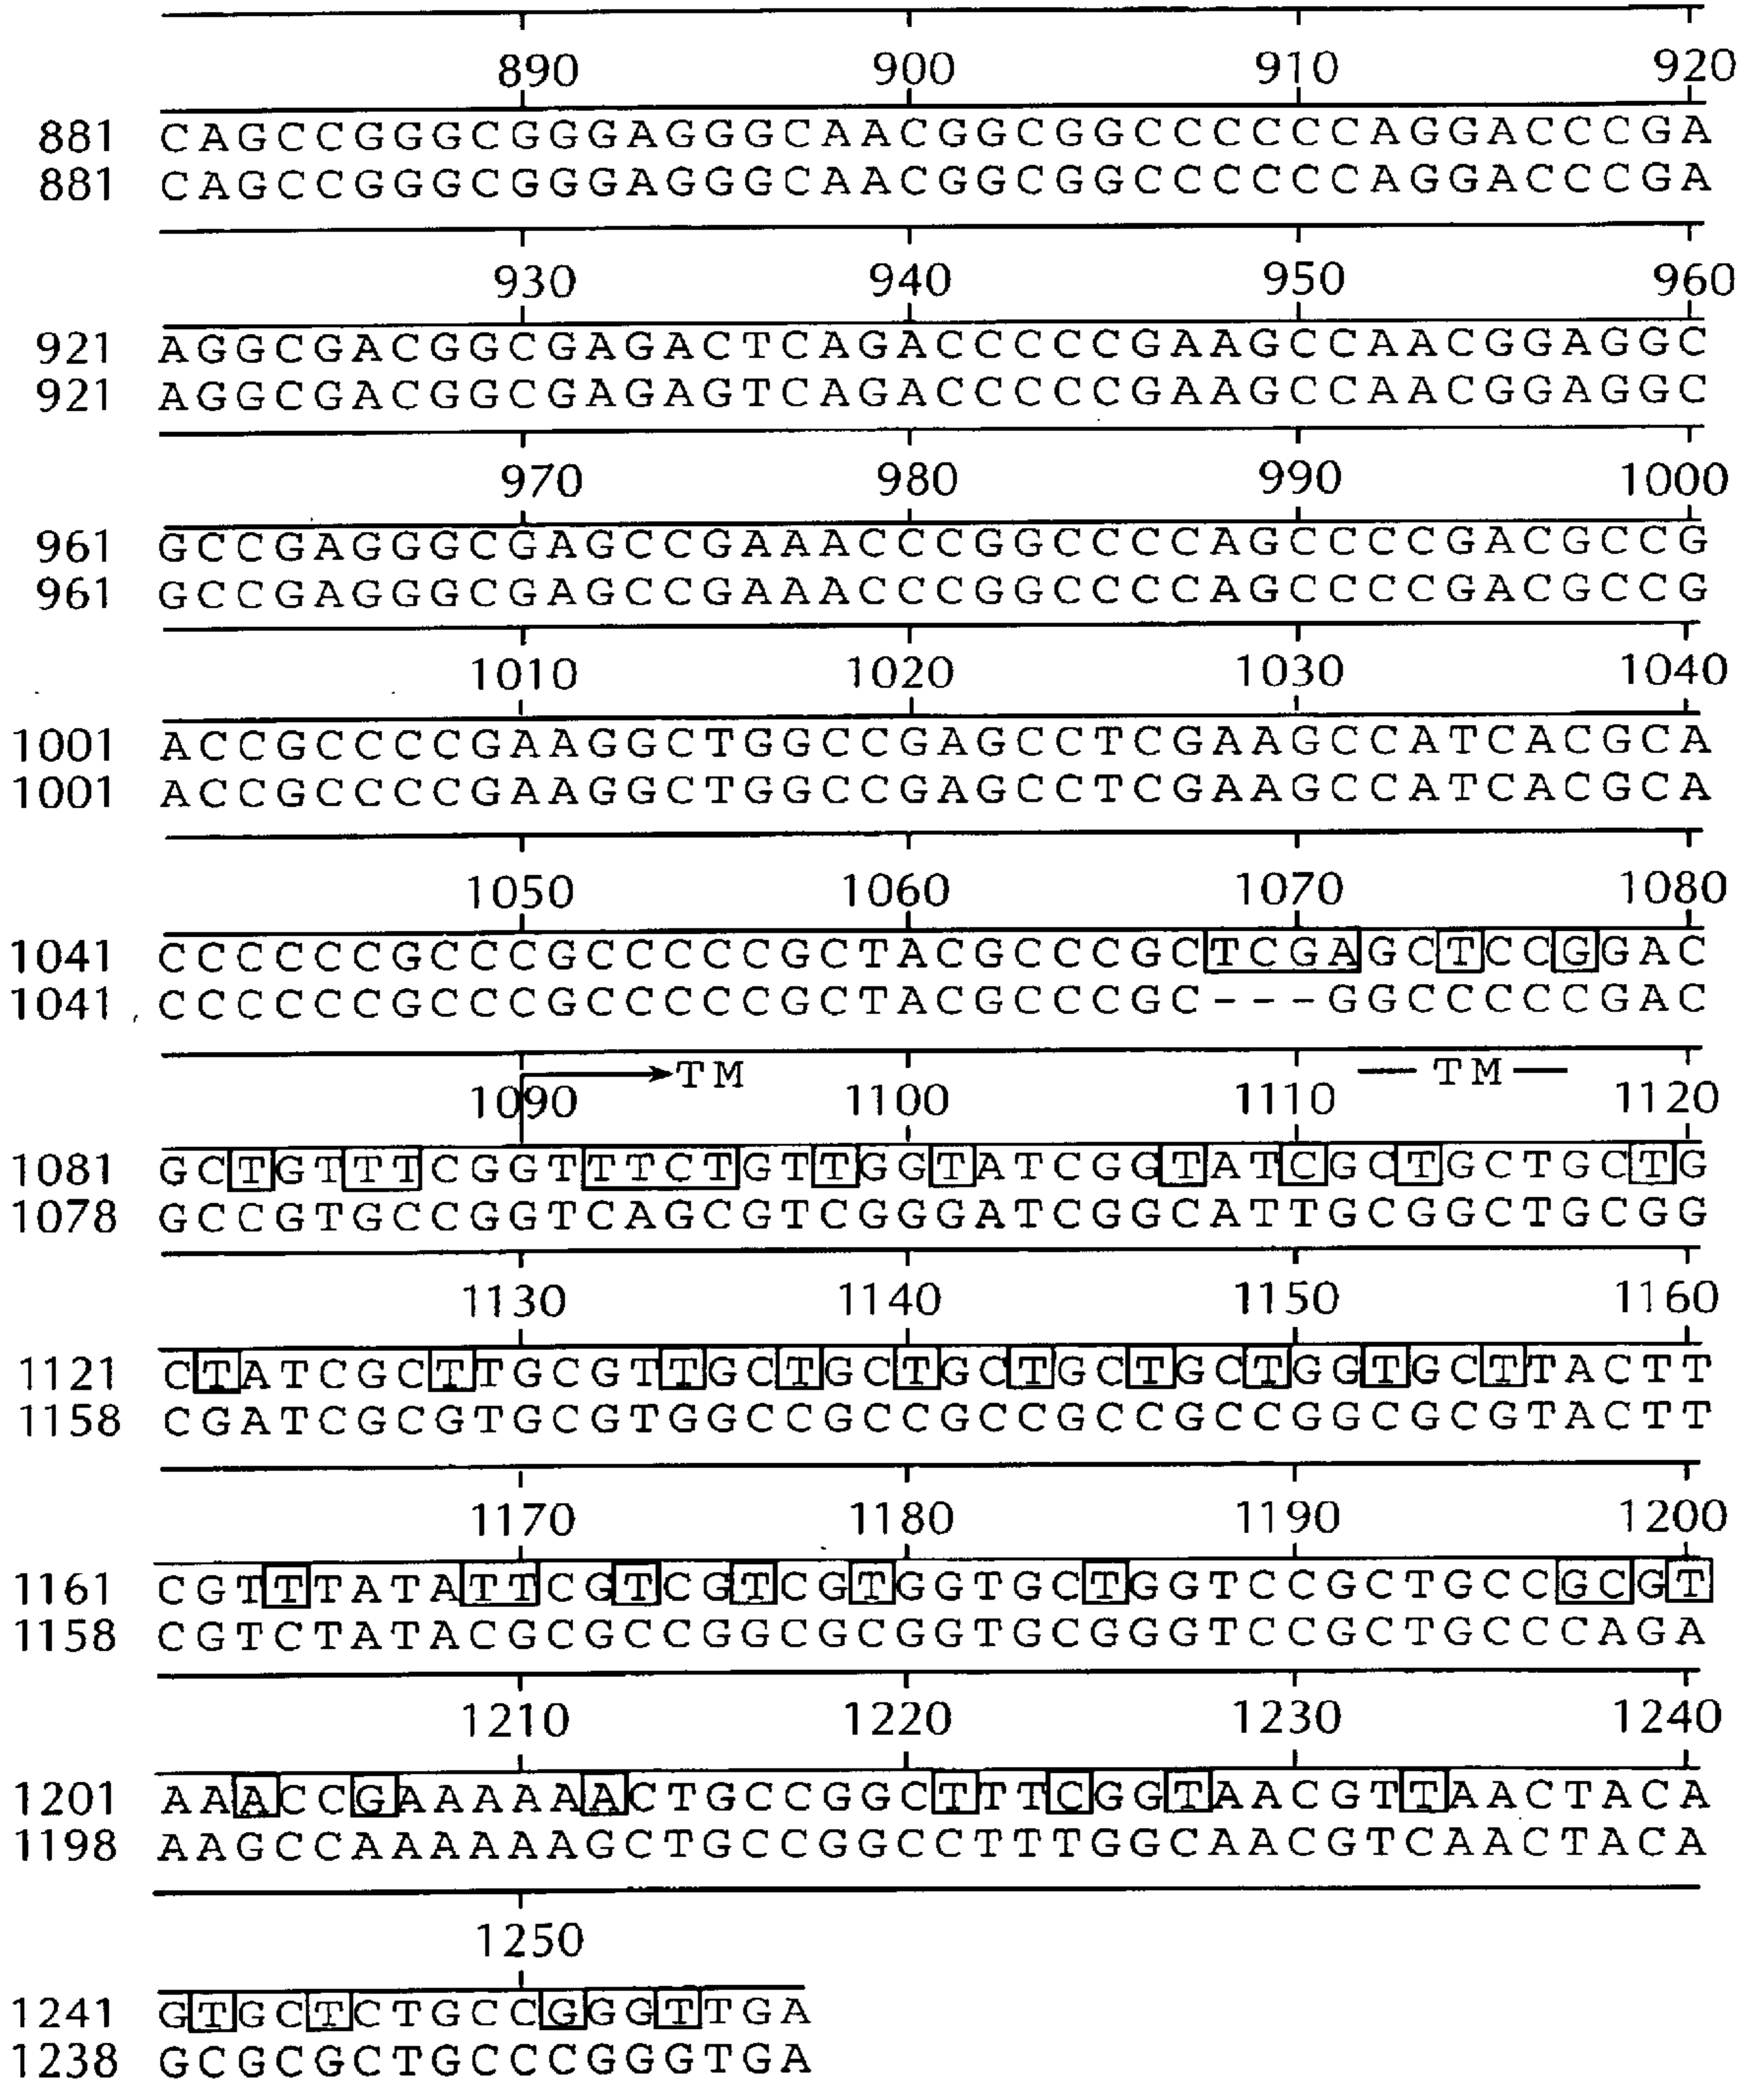 890 900 910 920
881 CAGCCGGGCGGGAGGGCAACGGCGGCCCCCCCAGGACCCGA
881 CAGCCGGGCGGGAGGGCAACGGCGGCCCCCCCAGGACCCGA
930 940 950 960
921 AGGCGACGGCGAGACTCAGACCCCCGAAGCCAACGGAGGC
921 AGGCGACGGCGAGAGTCAGACCCCCGAAGCCAACGGAGGC
970 980 990 1000
961 GCCGAGGGCGAGCCGAAACCCGGCCCCAGCCCCGACGCCG
961 GCCGAGGGCGAGCCGAAACCCGGCCCCAGCCCCGACGCCG
1010 1020 1030 1040
1001 ACCGCCCCGAAGGCTGGCCGAGCCTCGAAGCCATCACGCA
1001 ACCGCCCCGAAGGCTGGCCGAGCCTCGAAGCCATCACGCA
1050 1060 1070 1080
1041 CCCCCCGCCCGCCCCCGCTACGCCCGCTCGAGCTCCGGAC
1041 CCCCCCGCCCGCCCCCGCTACGCCCGC---GGCCCCCGAC
TM TM
1090 1100 1110 1120
1081 GCTGTTTCGGTTTCTGTTGGTATCGGTATCGCTGCTGCTG
1078 GCCGTGCCGGTCAGCGTCGGGATCGGCATTGCGGCTGCGG
1130 1140 1150 1160
1121 CTATCGCTTGCGTTGCTGCTGCTGCTGCTGGTGCTTACTT
1158 CGATCGCGTGCGTGGCCGCCGCCGCCGCCGGCGCGTACTT
1170 1180 1190 1200
1161 CGTTTATATTCGTCGTCGTGGTGCTGGTCCGCTGCCGCGT
1158 CGTCTATACGCGCCGGCGCGGTGCGGGTCCGCTGCCCAGA
1210 1220 1230 1240
1201 AAACCGAAAAAACTGCCGGCTTTCGGTAACGTTAACTACA
1198 AAGCCAAAAAAGCTGCCGGCCTTTGGCAACGTCAACTACA
1250
1241 GTGCTCTGCCGGGTTGA
1238 GCGCGCTGCCCGGGTGA